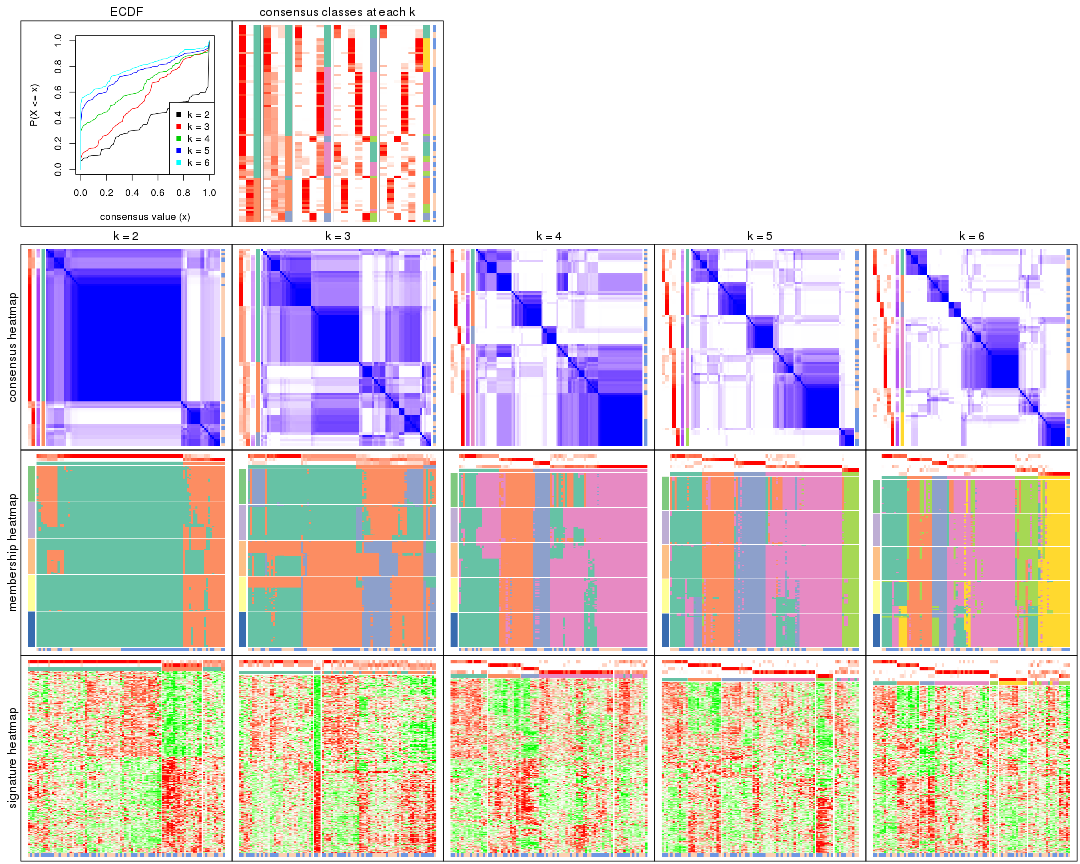 ECDF
consensus classes at each k
P(X <= x)
0.0 0.2 0.4 0.6 0.8 1.0
k = 2
k = 3
k = 4
k = 5
k = 6
0.0 0.2 0.4 0.6 0.8 1.0
consensus value (x)
k = 2
k = 3
k = 4
k = 5
k = 6
consensus heatmap
membership heatmap
signature heatmap